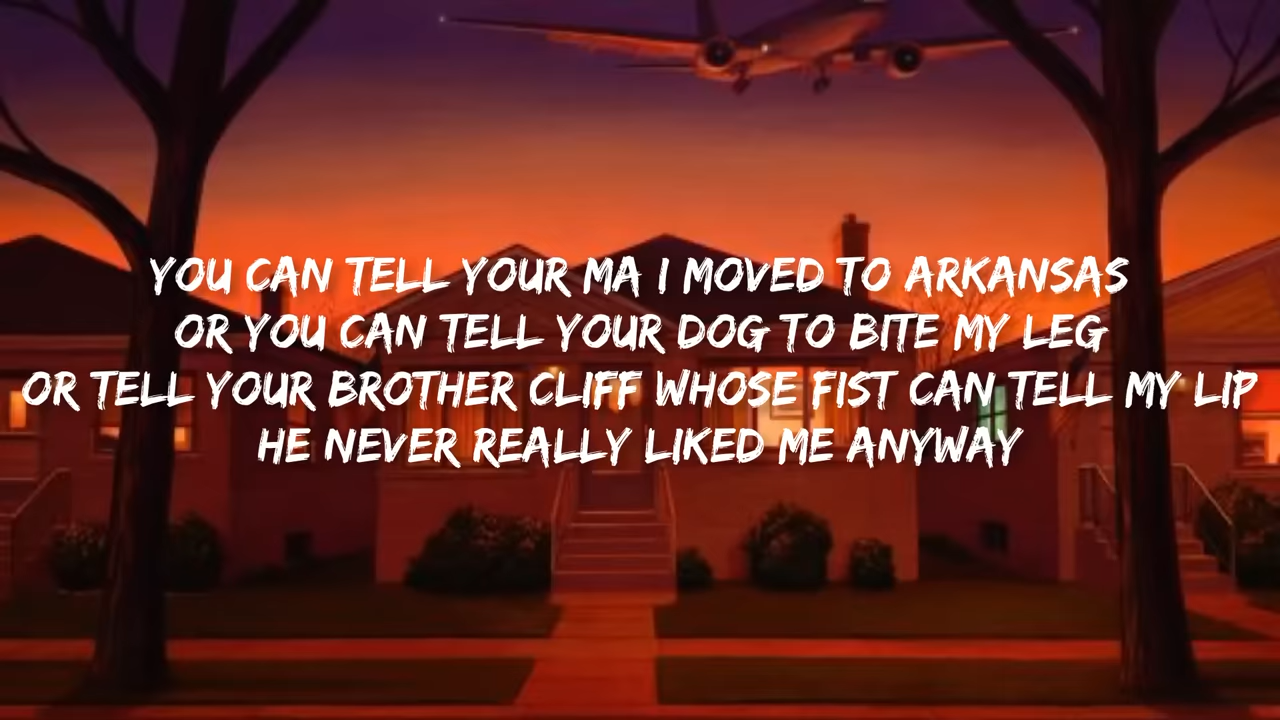 YOU CAN TELL YOUR MA I MOVED TO ARKANSAS
OR YOU CAN TELL YOUR DOG TO BITE MY LEG
OR TELL YOUR BROTHER CLIFF WHOSE FIST CAN TELL MY LIP
HE NEVER REALLY LIKED ME ANYWAY